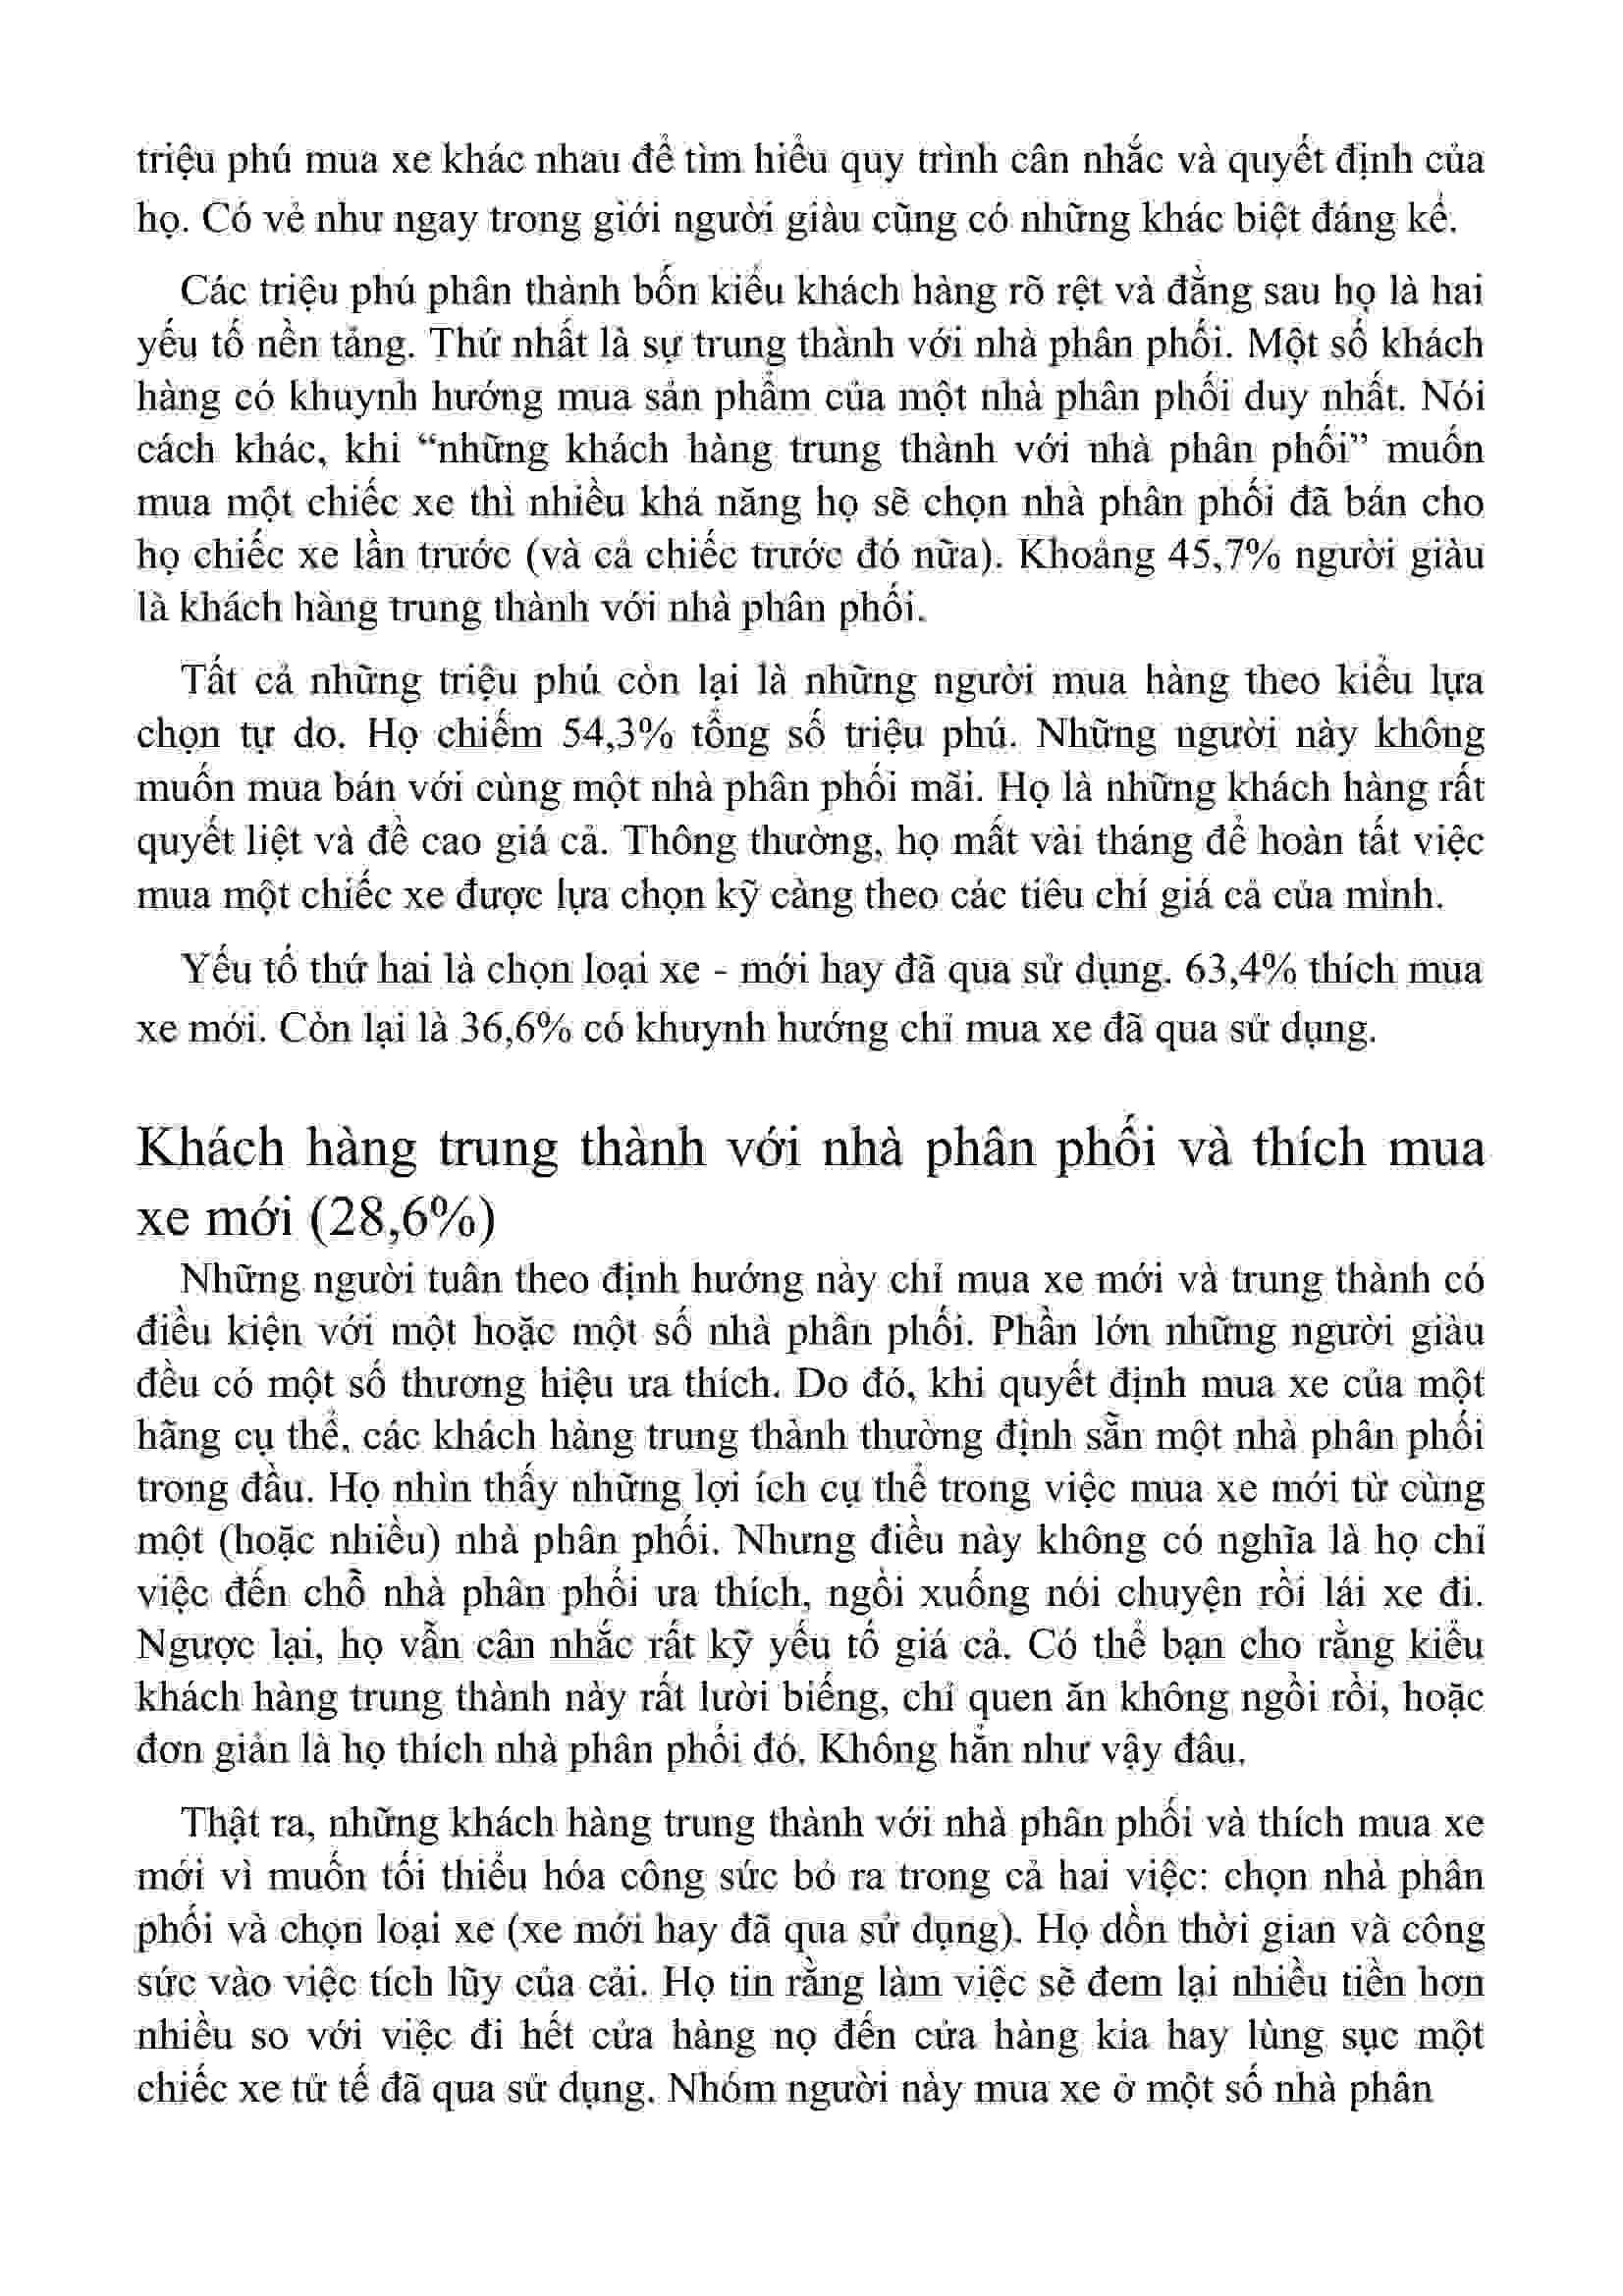 triệu phú mua xe khác nhau để tìm hiểu quy trình cân nhắc và quyết định của
họ. Có vẻ như ngay trong giới người giàu cũng có những khác biệt đáng kể.
Các triệu phú phân thành bốn kiểu khách hàng rõ rệt và đằng sau họ là hai
yếu tố nền tảng. Thứ nhất là sự trung thành với nhà phân phối. Một số khách
hàng có khuynh hướng mua sản phẩm của một nhà phân phối duy nhất. Nói
cách khác, khi “những khách hàng trung thành với nhà phân phối” muốn
mua một chiếc xe thì nhiều khả năng họ sẽ chọn nhà phân phối đã bán cho
họ chiếc xe lần trước (và cả chiếc trước đó nữa). Khoảng 45,7% người giàu
là khách hàng trung thành với nhà phân phối.
Tất cả những triệu phú còn lại là những người mua hàng theo kiểu lựa
chọn tự do. Họ chiếm 54,3% tổng số triệu phú. Những người này không
muốn mua bán với cùng một nhà phân phối mãi. Họ là những khách hàng rất
quyết liệt và đề cao giá cả. Thông thường, họ mất vài tháng để hoàn tất việc
mua một chiếc xe được lựa chọn kỹ càng theo các tiêu chí giá cả của mình.
Yếu tố thứ hai là chọn loại xe - mới hay đã qua sử dụng. 63,4% thích mua
xe mới. Còn lại là 36,6% có khuynh hướng chỉ mua xe đã qua sử dụng.
Khách hàng trung thành với nhà phân phối và thích mua
xe mới (28,6%)
Những người tuân theo định hướng này chỉ mua xe mới và trung thành có
điều kiện với một hoặc một số nhà phân phối. Phần lớn những người giàu
đều có một số thương hiệu ưa thích. Do đó, khi quyết định mua xe của một
hãng cụ thể, các khách hàng trung thành thường định sẵn một nhà phân phối
trong đầu. Họ nhìn thấy những lợi ích cụ thể trong việc mua xe mới từ cùng
một (hoặc nhiều) nhà phân phối. Nhưng điều này không có nghĩa là họ chỉ
việc đến chỗ nhà phân phối ưa thích, ngồi xuống nói chuyện rồi lái xe đi.
Ngược lại, họ vẫn cân nhắc rất kỹ yếu tố giá cả. Có thể bạn cho rằng kiểu
khách hàng trung thành này rất lười biếng, chỉ quen ăn không ngồi rồi, hoặc
đơn giản là họ thích nhà phân phối đó. Không hẳn như vậy đâu.
Thật ra, những khách hàng trung thành với nhà phân phối và thích mua xe
mới vì muốn tối thiểu hóa công sức bỏ ra trong cả hai việc: chọn nhà phân
phối và chọn loại xe (xe mới hay đã qua sử dụng). Họ dồn thời gian và công
sức vào việc tích lũy của cải. Họ tin rằng làm việc sẽ đem lại nhiều tiền hơn
nhiều so với việc đi hết cửa hàng nọ đến cửa hàng kia hay lùng sục một
chiếc xe tử tế đã qua sử dụng. Nhóm người này mua xe ở một số nhà phân